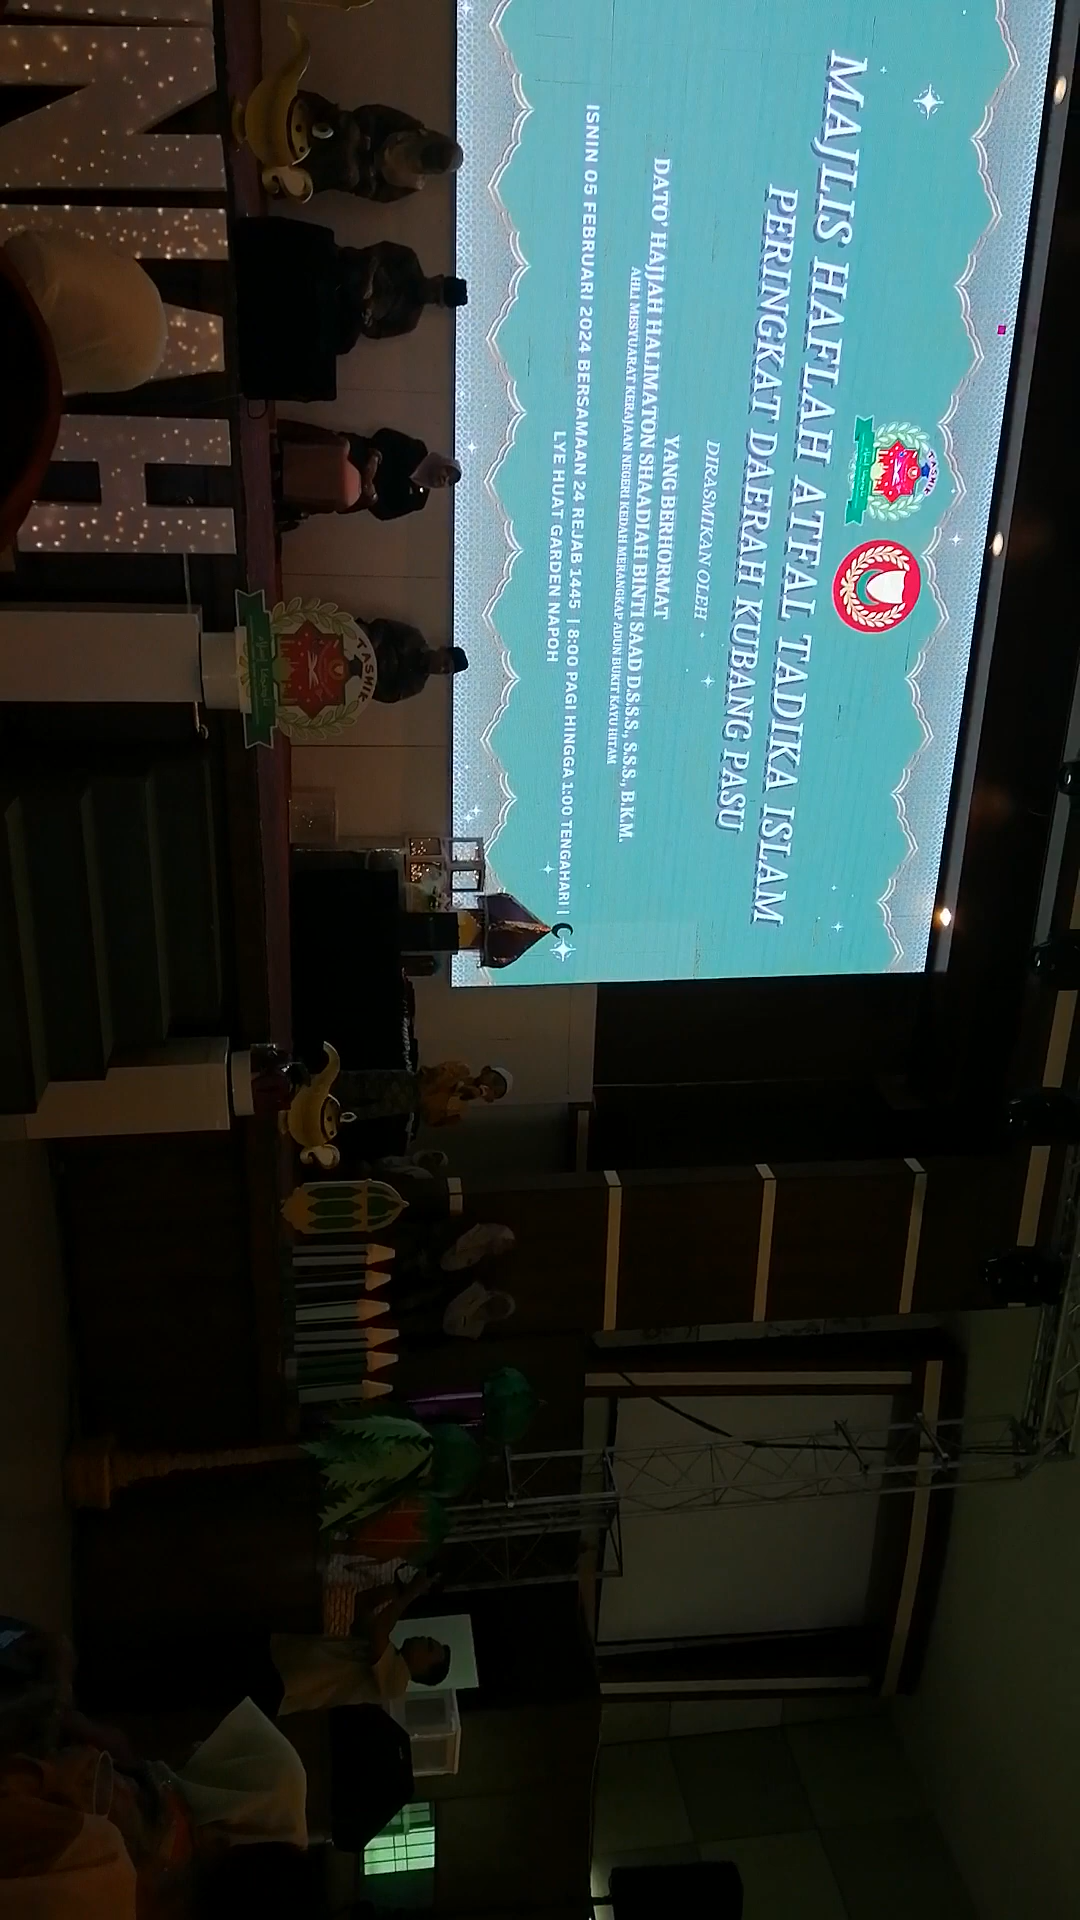 TASMIK
MAJLIS HAFLAH ATFAL TADIKA ISLAM
PERINGKAT DAERAH KUBANG PASU
DIRASMIKAN OLEH
YANG BERHORMAT
DATO' HAJJAH HALIMATON SHAADIAH BINTI SAAD D.S.S.S., S.S.S., B.K.M.
AHLI MESYUARAT KERAJAAN NEGERI KEDAH MERANGKAP ADUN BUKIT KAYU HITAM
ISNIN 05 FEBRUARI 2024 BERSAMAAN 24 REJAB 1445 | 8:00 PAGI HINGGA 1:00 TENGAHARI |
LYE HUAT GARDEN NAPOH
TASMIK
N
H